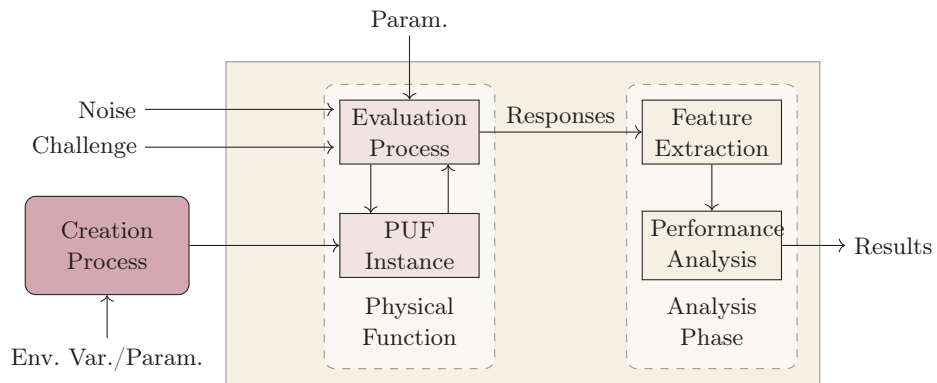 Param.
Noise
Challenge
Evaluation
Process
Responses
Feature
Extraction
Creation
Process
PUF
Instance
Performance
Analysis
Results
Physical
Function
Analysis
Phase
Env. Var./Param.